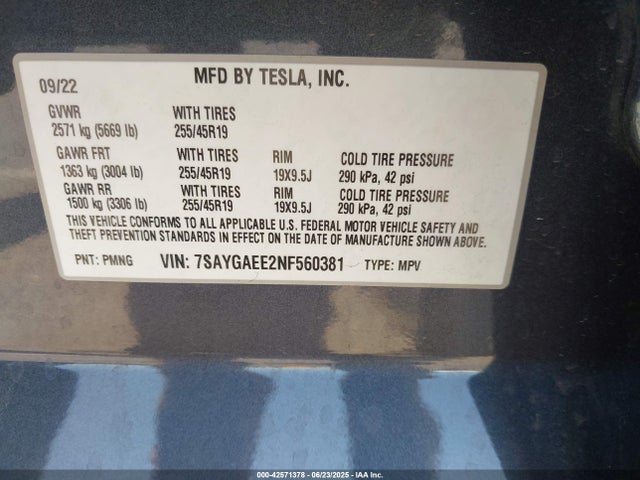 09/22 MFD BY TESLA, INC.
GVWR WITH TIRES
2571 kg (5669 lb) 255/45R19
GAWR FRT WITH TIRES RIM COLD TIRE PRESSURE
1363 kg (3004 lb) 255/45R19 19X9.5J 290 kPa, 42 psi
GAWR RR WITH TIRES RIM COLD TIRE PRESSURE
1500 kg (3306 lb) 255/45R19 19X9.5J 290 kPa, 42 psi
THIS VEHICLE CONFORMS TO ALL APPLICABLE U.S. FEDERAL MOTOR VEHICLE SAFETY AND
THEFT PREVENTION STANDARDS IN EFFECT ON THE DATE OF MANUFACTURE SHOWN ABOVE.
PNT: PMNG VIN: 7SAYGAEE2NF560381 TYPE: MPV
000-42571378 - 06/23/2025 - IAA Inc.